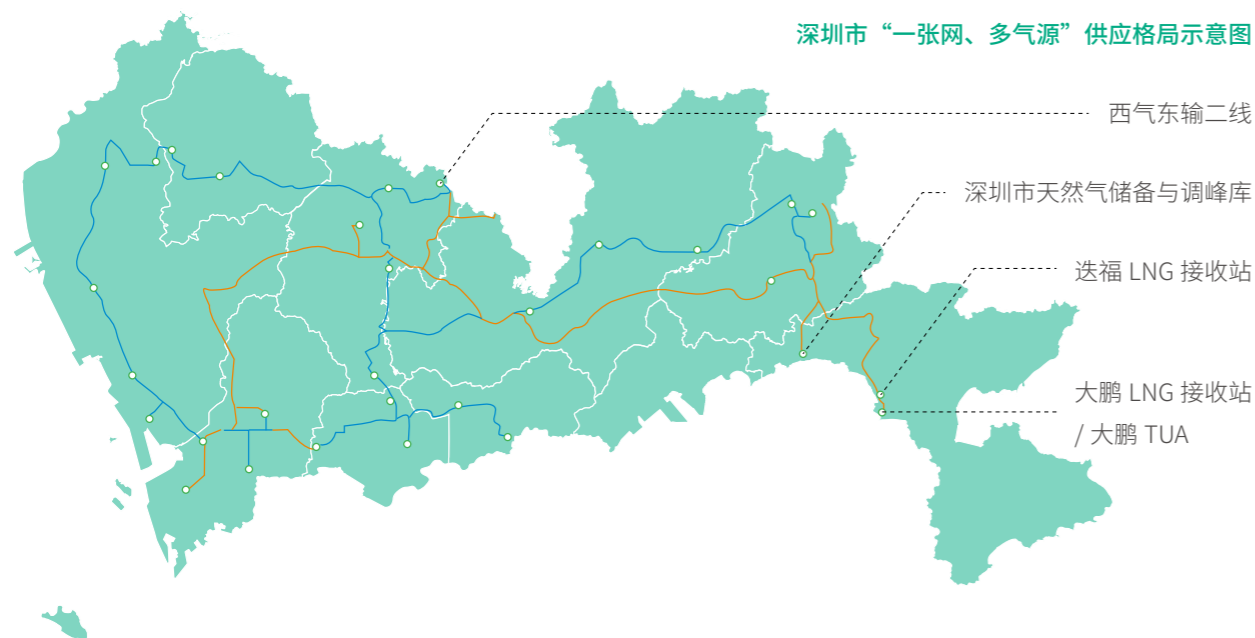 深圳市“一张网、多气源”供应格局示意图
西气东输二线
深圳市天然气储备与调峰库
迭福 LNG 接收站
大鹏 LNG 接收站
/ 大鹏 TUA